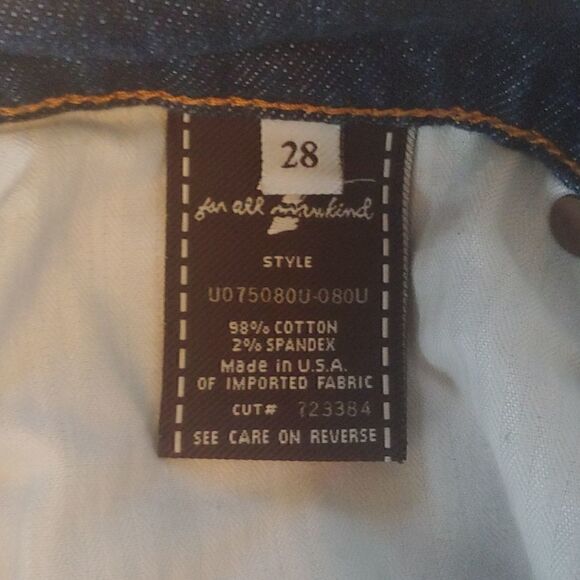 28
for all mankind
STYLE
U075080U-080U
98% COTTON
2% SPANDEX
Made in U.S.A.
OF IMPORTED FABRIC
CUT# 723384
SEE CARE ON REVERSE